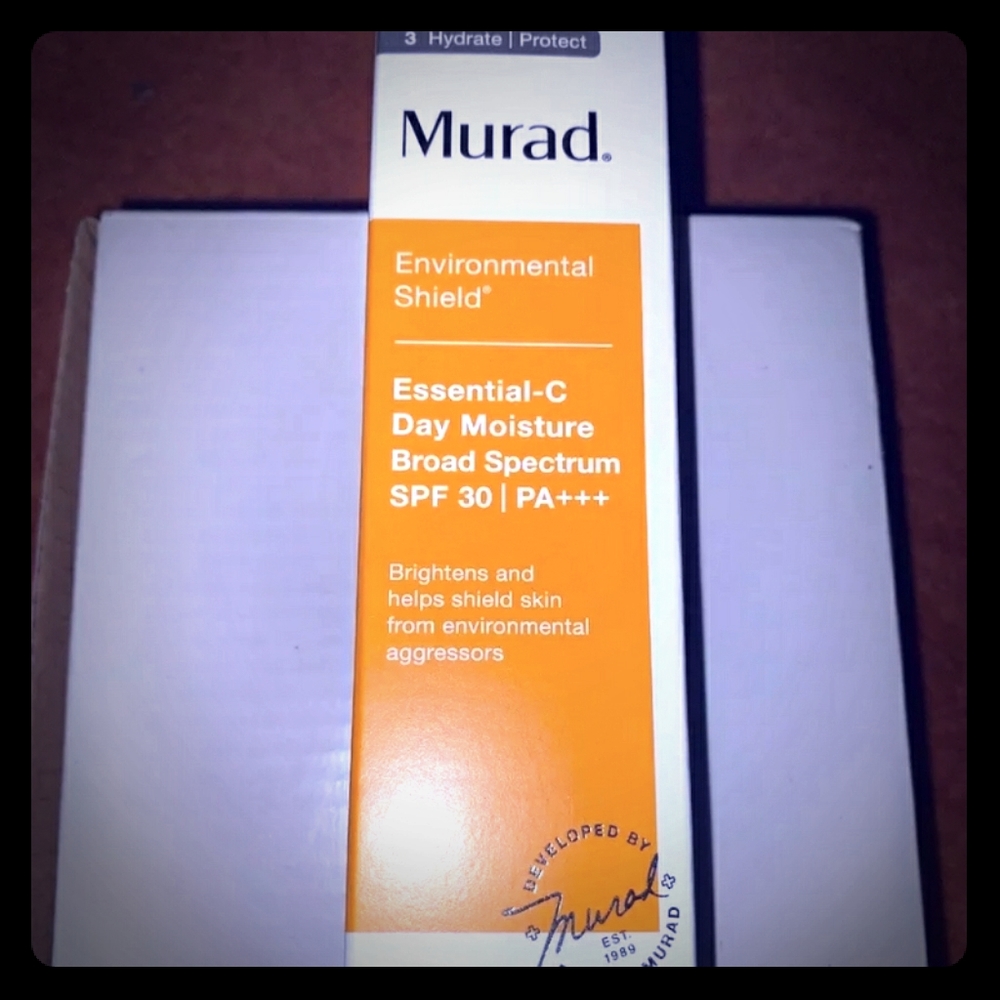 3 Hydrate | Protect
Murad®
Environmental
Shield®
Essential-C
Day Moisture
Broad Spectrum
SPF 30 | PA+++
Brightens and
helps shield skin
from environmental
aggressors
DEVELOPED BY
Murad
EST.
1989
MURAD